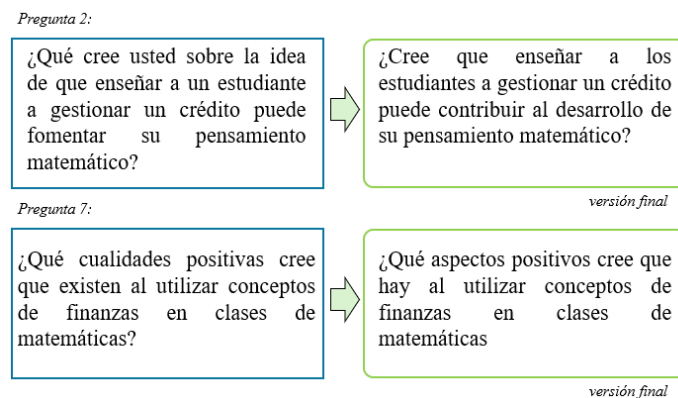 Pregunta 2:
¿Qué cree usted sobre la idea
de que enseñar a un estudiante
a gestionar un crédito puede
fomentar su pensamiento
matemático?
¿Cree que enseñar a los
estudiantes a gestionar un crédito
puede contribuir al desarrollo de
su pensamiento matemático?
versión final
Pregunta 7:
¿Qué cualidades positivas cree
que existen al utilizar conceptos
de finanzas en clases de
matemáticas?
¿Qué aspectos positivos cree que
hay al utilizar conceptos de
finanzas en clases de
matemáticas
versión final